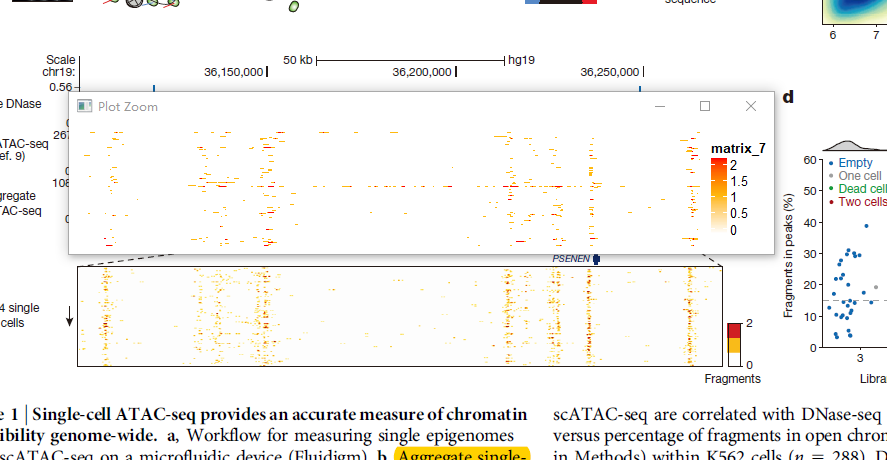 sequence
6 7
Scale
50 kb hg19
chr19: 36,150,000 36,200,000 36,250,000
0.56
e DNase
267
ATAC-seq
ef. 9)
0
106
gregate
TAC-seq
0
Plot Zoom
matrix_7
2
1.5
1
0.5
0
PSENEN
4 single
cells
2
0
Fragments
d
60
50
40
30
20
10
0
Fragments in peaks (%)
Empty
One cell
Dead cell
Two cells
3
Libra
e 1 | Single-cell ATAC-seq provides an accurate measure of chromatin
ibility genome-wide. a, Workflow for measuring single epigenomes
scATAC-seq on a microfluidic device (Fluidigm). b, Aggregate single-
scATAC-seq are correlated with DNase-seq
versus percentage of fragments in open chron
in Methods) within K562 cells (n = 288). D